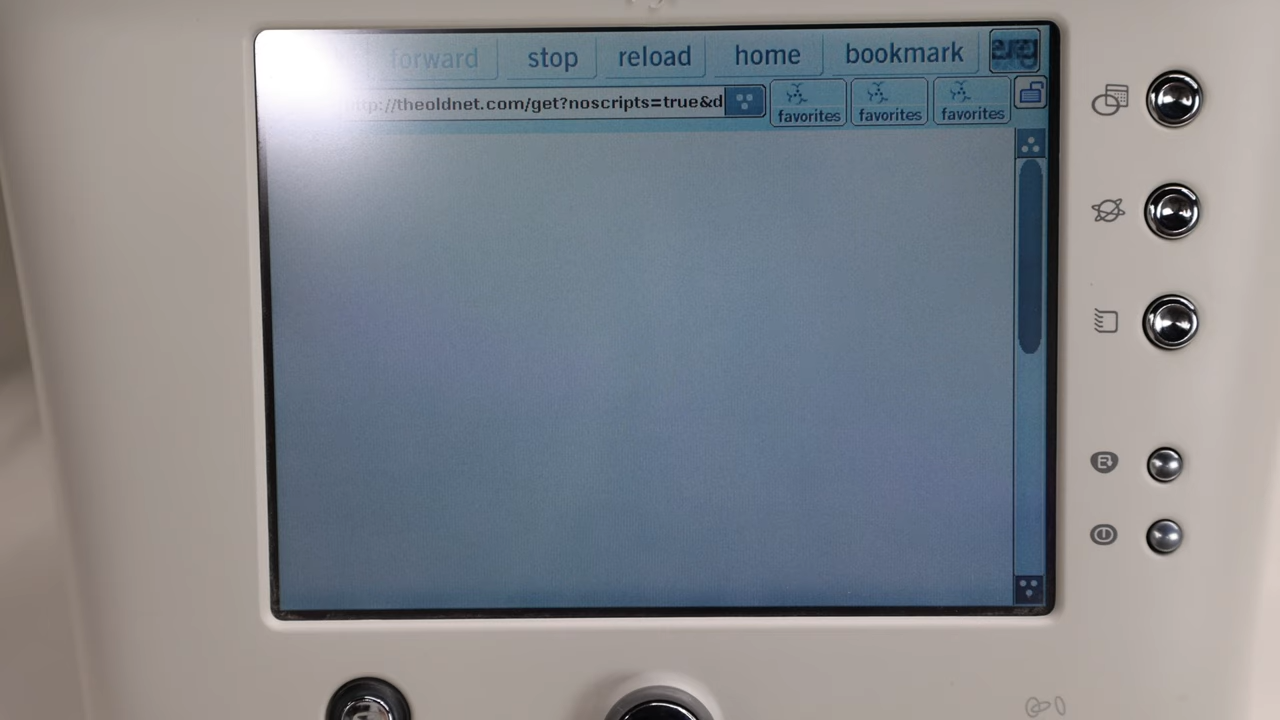 forward stop reload home bookmark
http://theoldnet.com/get?noscripts=true&d
favorites favorites favorites